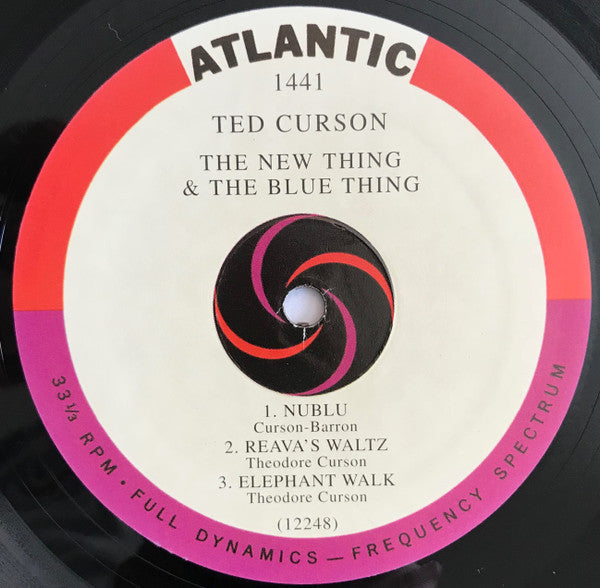 ATLANTIC
1441
TED CURSON
THE NEW THING
& THE BLUE THING
1. NUBLU
Curson-Barron
2. REAVA'S WALTZ
Theodore Curson
3. ELEPHANT WALK
Theodore Curson
(12248)
33 1/3 RPM • FULL DYNAMICS — FREQUENCY SPECTRUM